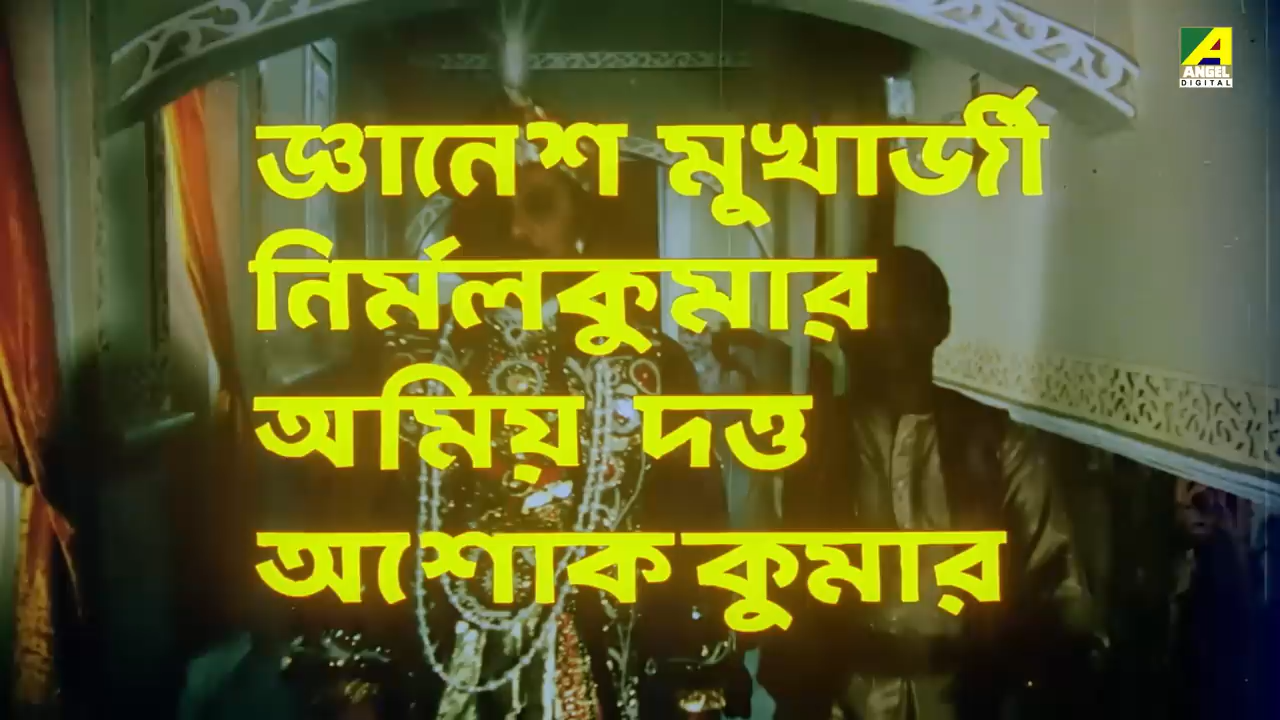 A
ANGEL
DIGITAL
জ্ঞানেশ মুখার্জী
নির্মলকুমার
অমিয় দত্ত
অশোক কুমার